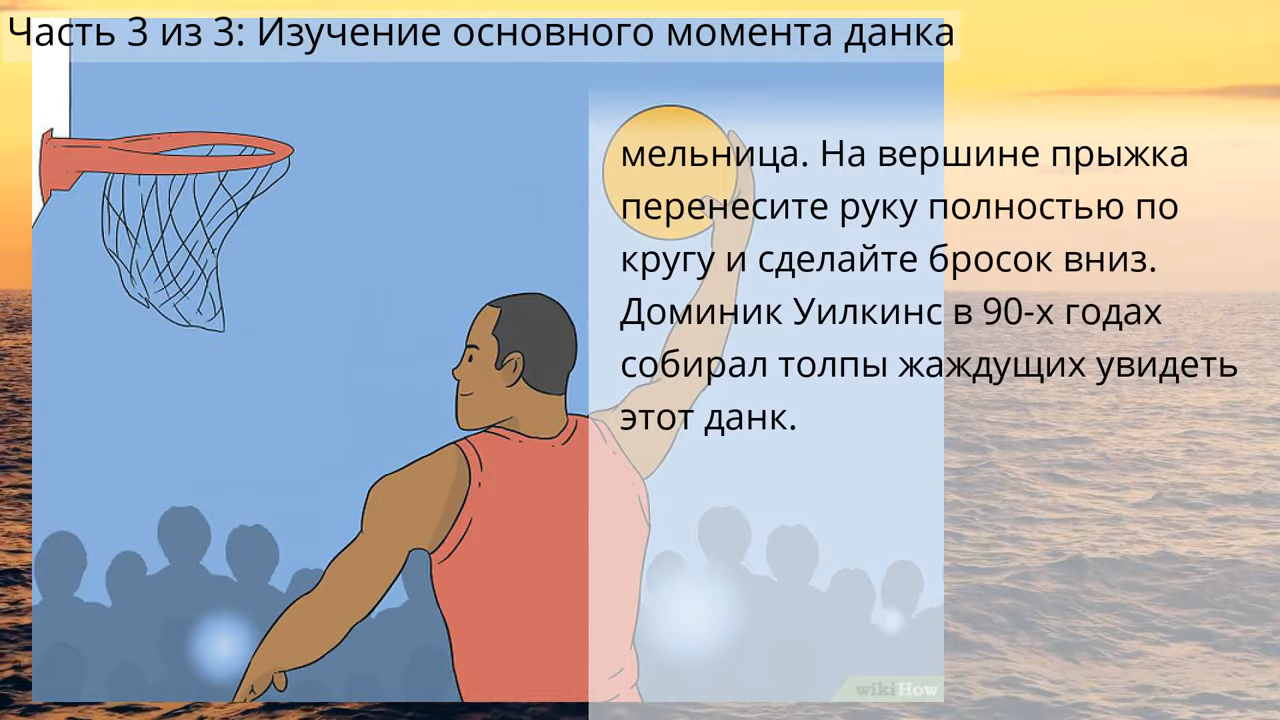 Часть 3 из 3: Изучение основного момента данка
мельница. На вершине прыжка
перенесите руку полностью по
кругу и сделайте бросок вниз.
Доминик Уилкинс в 90-х годах
собирал толпы жаждущих увидеть
этот данк.
wikiHow